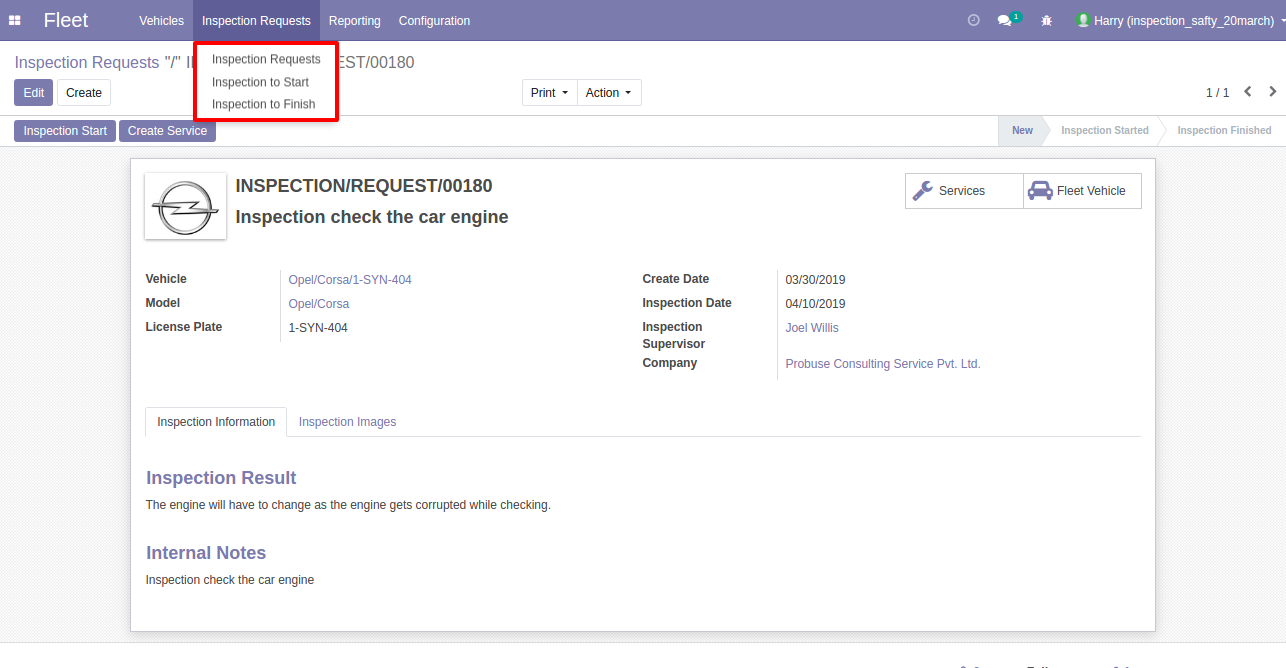 Fleet Vehicles Inspection Requests Reporting Configuration 1 Harry (inspection_safty_20march)
Inspection Requests "/" I EST/00180
Inspection Requests
Inspection to Start
Inspection to Finish
Edit Create Print Action 1 / 1
Inspection Start Create Service New Inspection Started Inspection Finished
INSPECTION/REQUEST/00180
Inspection check the car engine
Services Fleet Vehicle
Vehicle Opel/Corsa/1-SYN-404
Model Opel/Corsa
License Plate 1-SYN-404
Create Date 03/30/2019
Inspection Date 04/10/2019
Inspection Supervisor Joel Willis
Company Probuse Consulting Service Pvt. Ltd.
Inspection Information Inspection Images
Inspection Result
The engine will have to change as the engine gets corrupted while checking.
Internal Notes
Inspection check the car engine